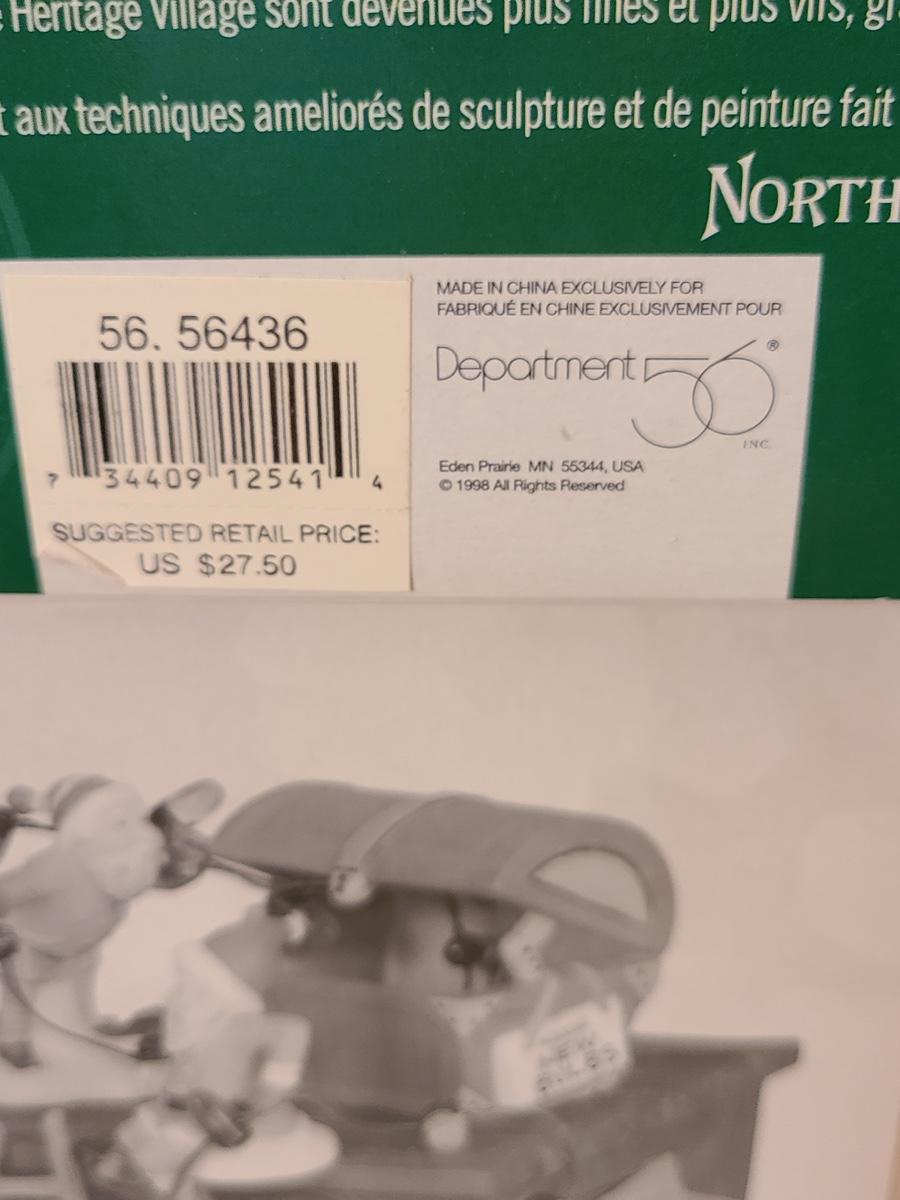 Heritage Village sont devenues plus fines et plus vifs,
aux techniques ameliorés de sculpture et de peinture fait
NORTH
56. 56436
7 34409 12541 4
SUGGESTED RETAIL PRICE:
US $27.50
MADE IN CHINA EXCLUSIVELY FOR
FABRIQUÉ EN CHINE EXCLUSIVEMENT POUR
Department 56 ®
INC.
Eden Prairie MN 55344, USA
© 1998 All Rights Reserved
NEW
BULBS